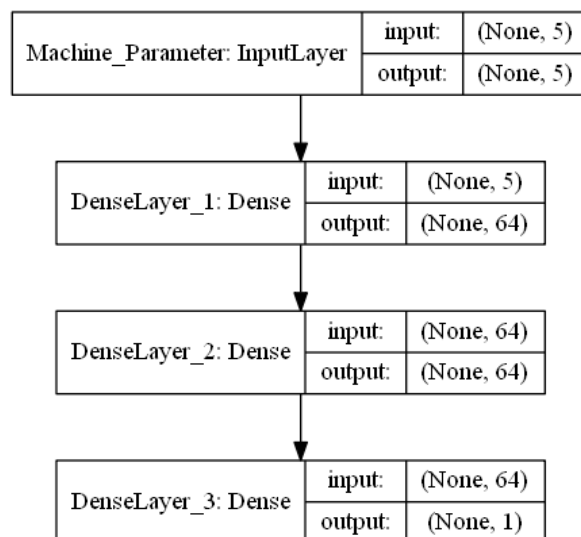 Machine_Parameter: InputLayer
input: (None, 5)
output: (None, 5)
DenseLayer_1: Dense
input: (None, 5)
output: (None, 64)
DenseLayer_2: Dense
input: (None, 64)
output: (None, 64)
DenseLayer_3: Dense
input: (None, 64)
output: (None, 1)